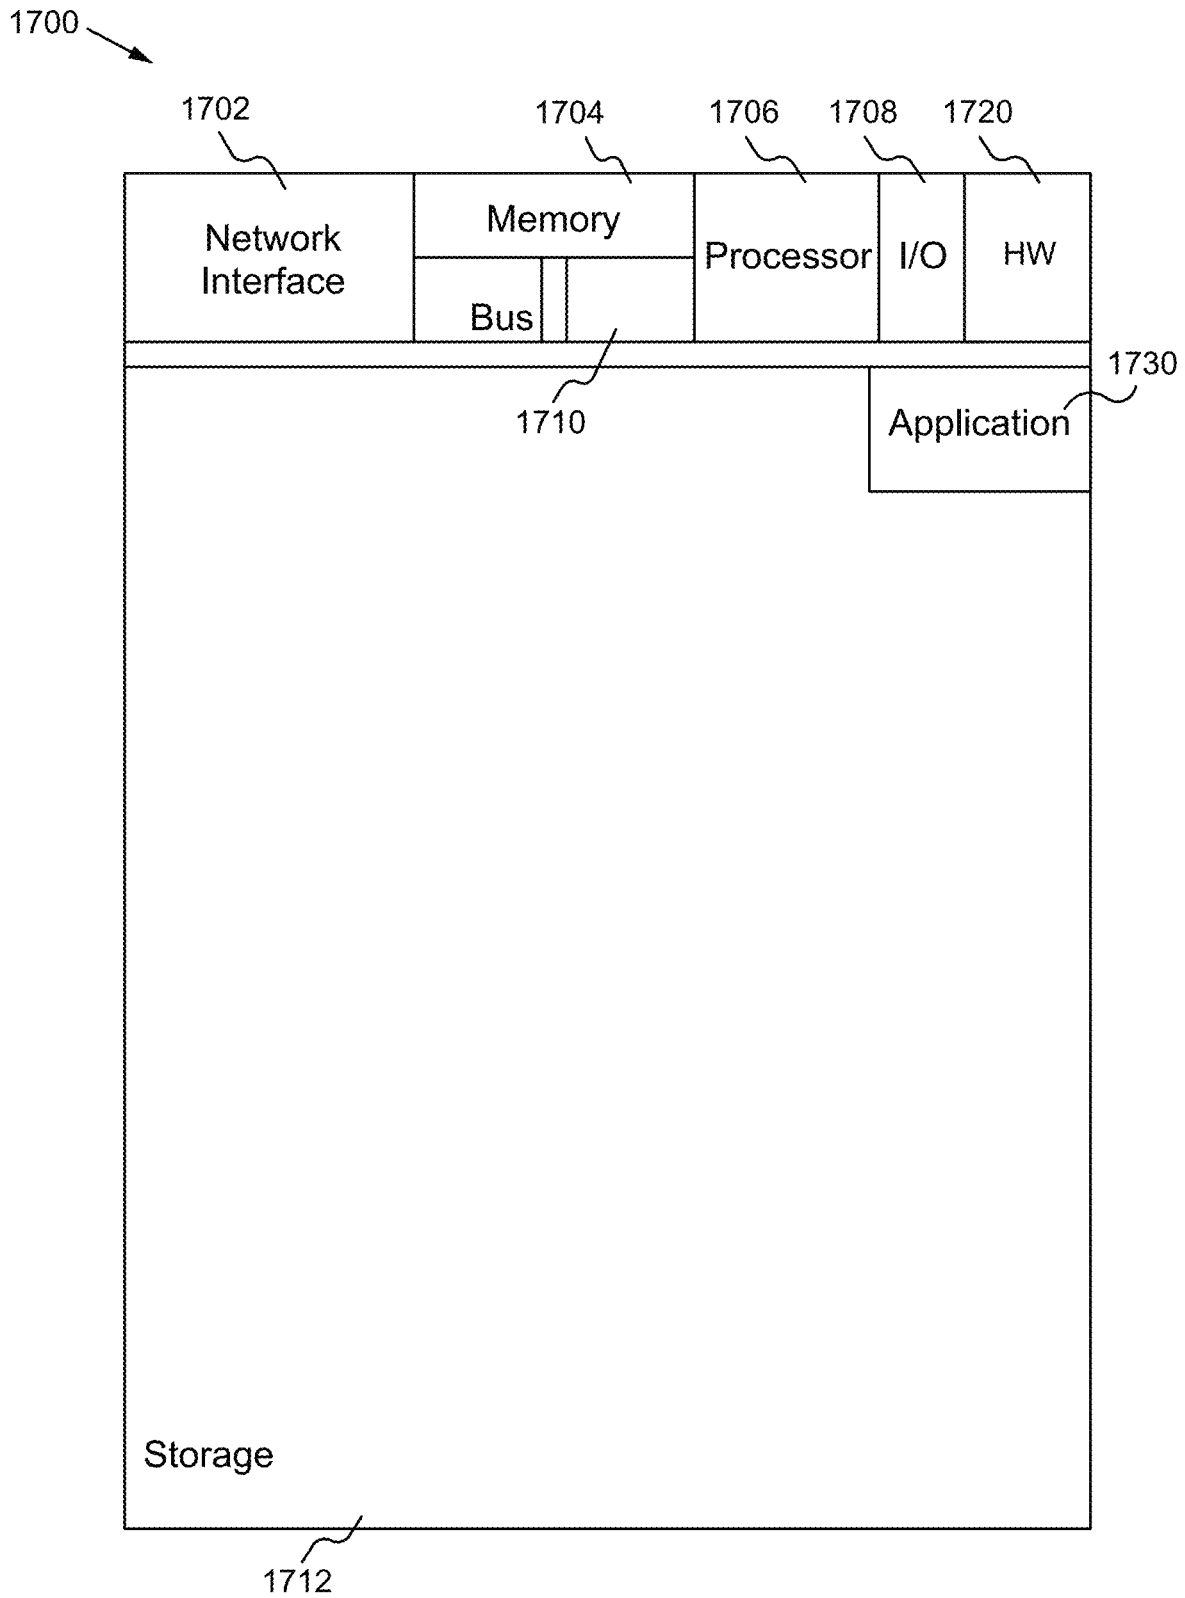 1700
1702
1704
1706
1708
1720
Network
Interface
Memory
Processor
I/O
HW
Bus
1710
1730
Application
Storage
1712